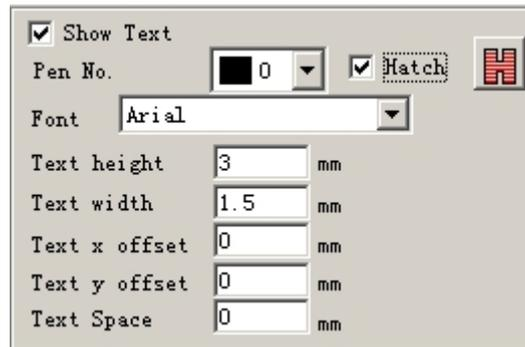 Show Text
Pen No. 0 Hatch
Font Arial
Text height 3 mm
Text width 1.5 mm
Text x offset 0 mm
Text y offset 0 mm
Text Space 0 mm